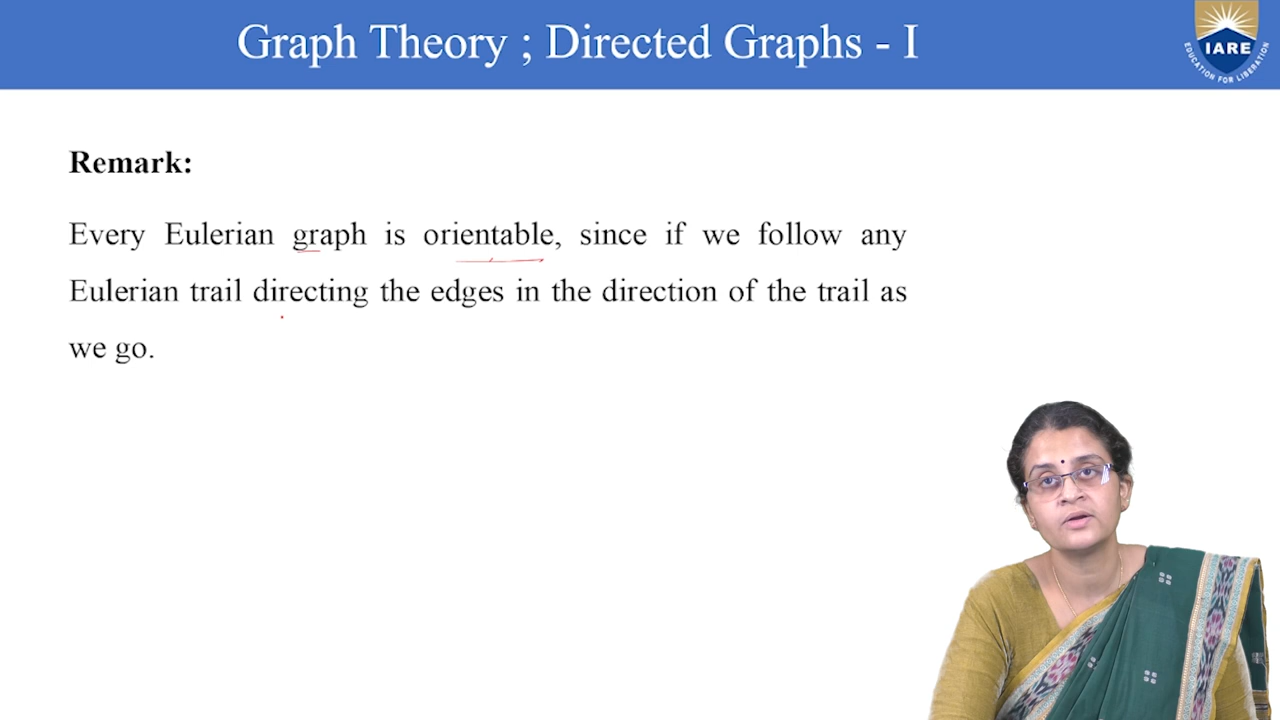 Graph Theory ; Directed Graphs - I
IARE
EDUCATION FOR LIBERATION
Remark:
Every Eulerian graph is orientable, since if we follow any
Eulerian trail directing the edges in the direction of the trail as
we go.